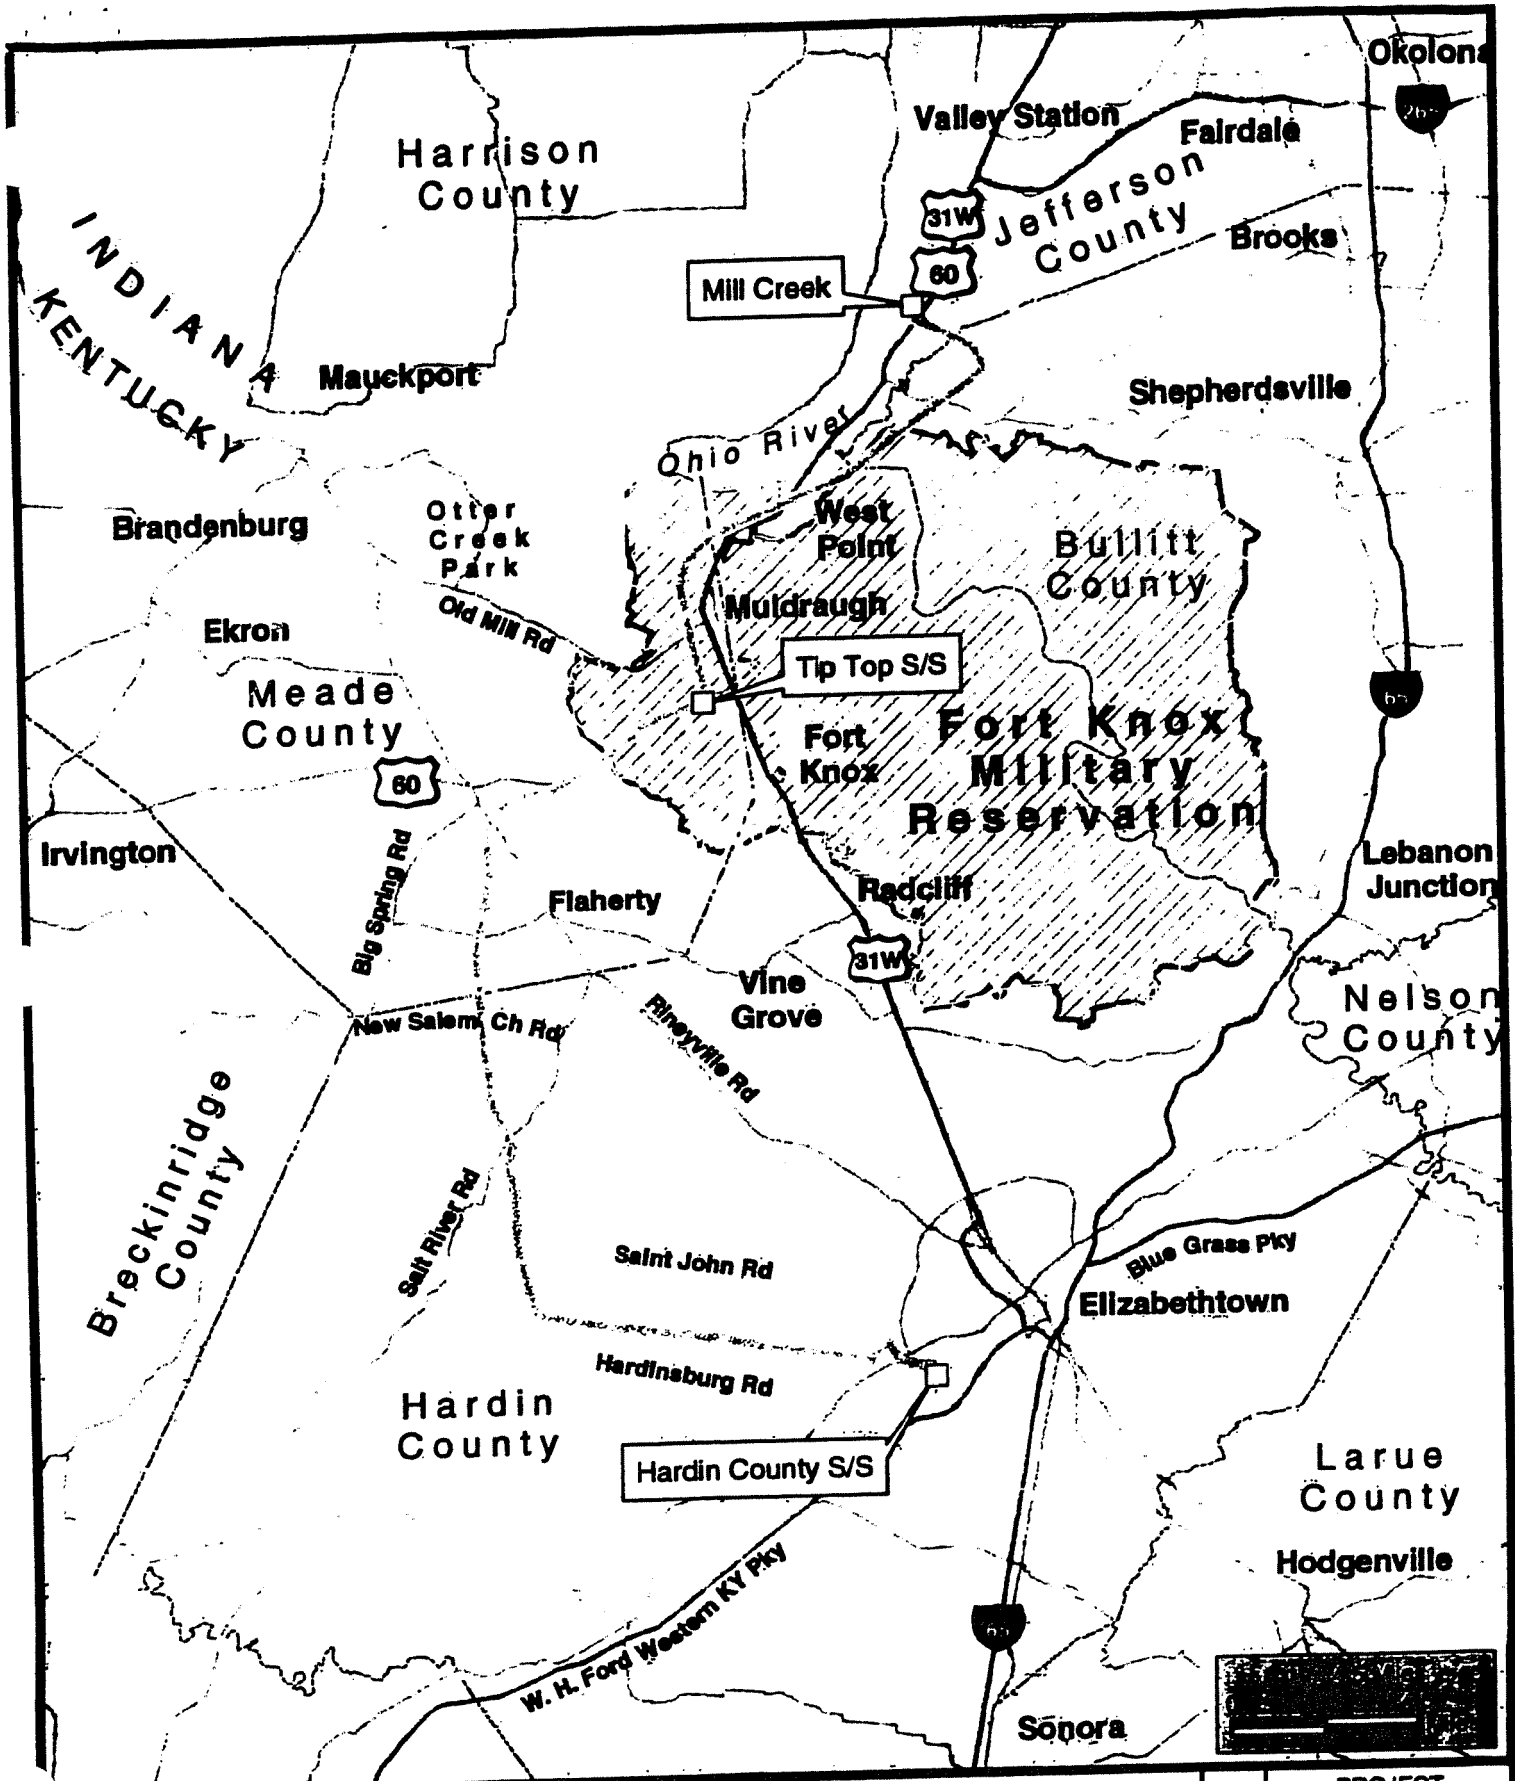 Okolona
Valley Station
Fairdale
Harrison
County
Jefferson
County
31W
60
Brooks
INDIANA
KENTUCKY
Mill Creek
Mauckport
Shepherdsville
Ohio River
Brandenburg
Otter
Creek
Park
West
Point
Bullitt
County
Old Mill Rd
Muldraugh
Ekron
Tip Top S/S
Meade
County
65
Fort
Knox
Fort Knox
Military
Reservation
60
Irvington
Big Spring Rd
Lebanon
Junction
Radcliff
Flaherty
31W
Vine
Grove
Nelson
County
New Salem Ch Rd
Rineyville Rd
Breckinridge
County
Salt River Rd
Saint John Rd
Blue Grass Pky
Elizabethtown
Hardinsburg Rd
Hardin
County
Hardin County S/S
Larue
County
Hodgenville
W. H. Ford Western KY Pky
65
Sonora